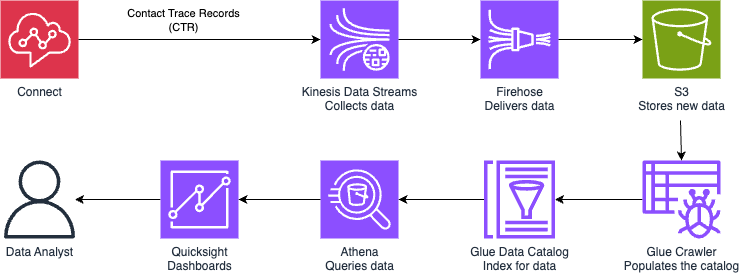 Contact Trace Records
(CTR)
Connect
Kinesis Data Streams
Collects data
Firehose
Delivers data
S3
Stores new data
Data Analyst
Quicksight
Dashboards
Athena
Queries data
Glue Data Catalog
Index for data
Glue Crawler
Populates the catalog